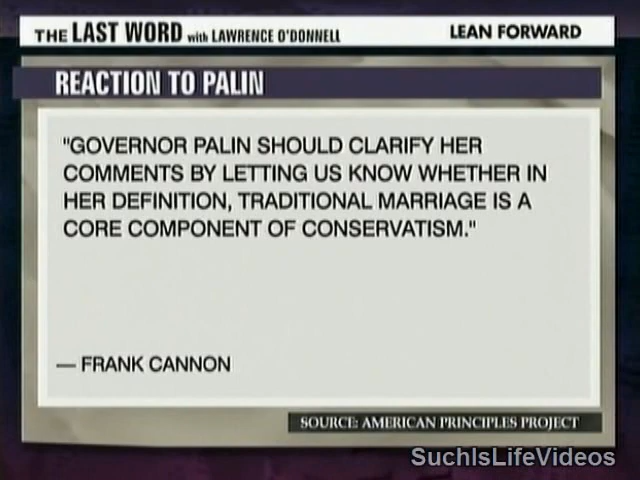 THE LAST WORD with LAWRENCE O'DONNELL
LEAN FORWARD
REACTION TO PALIN
"GOVERNOR PALIN SHOULD CLARIFY HER
COMMENTS BY LETTING US KNOW WHETHER IN
HER DEFINITION, TRADITIONAL MARRIAGE IS A
CORE COMPONENT OF CONSERVATISM."
— FRANK CANNON
SOURCE: AMERICAN PRINCIPLES PROJECT
SuchIsLifeVideos